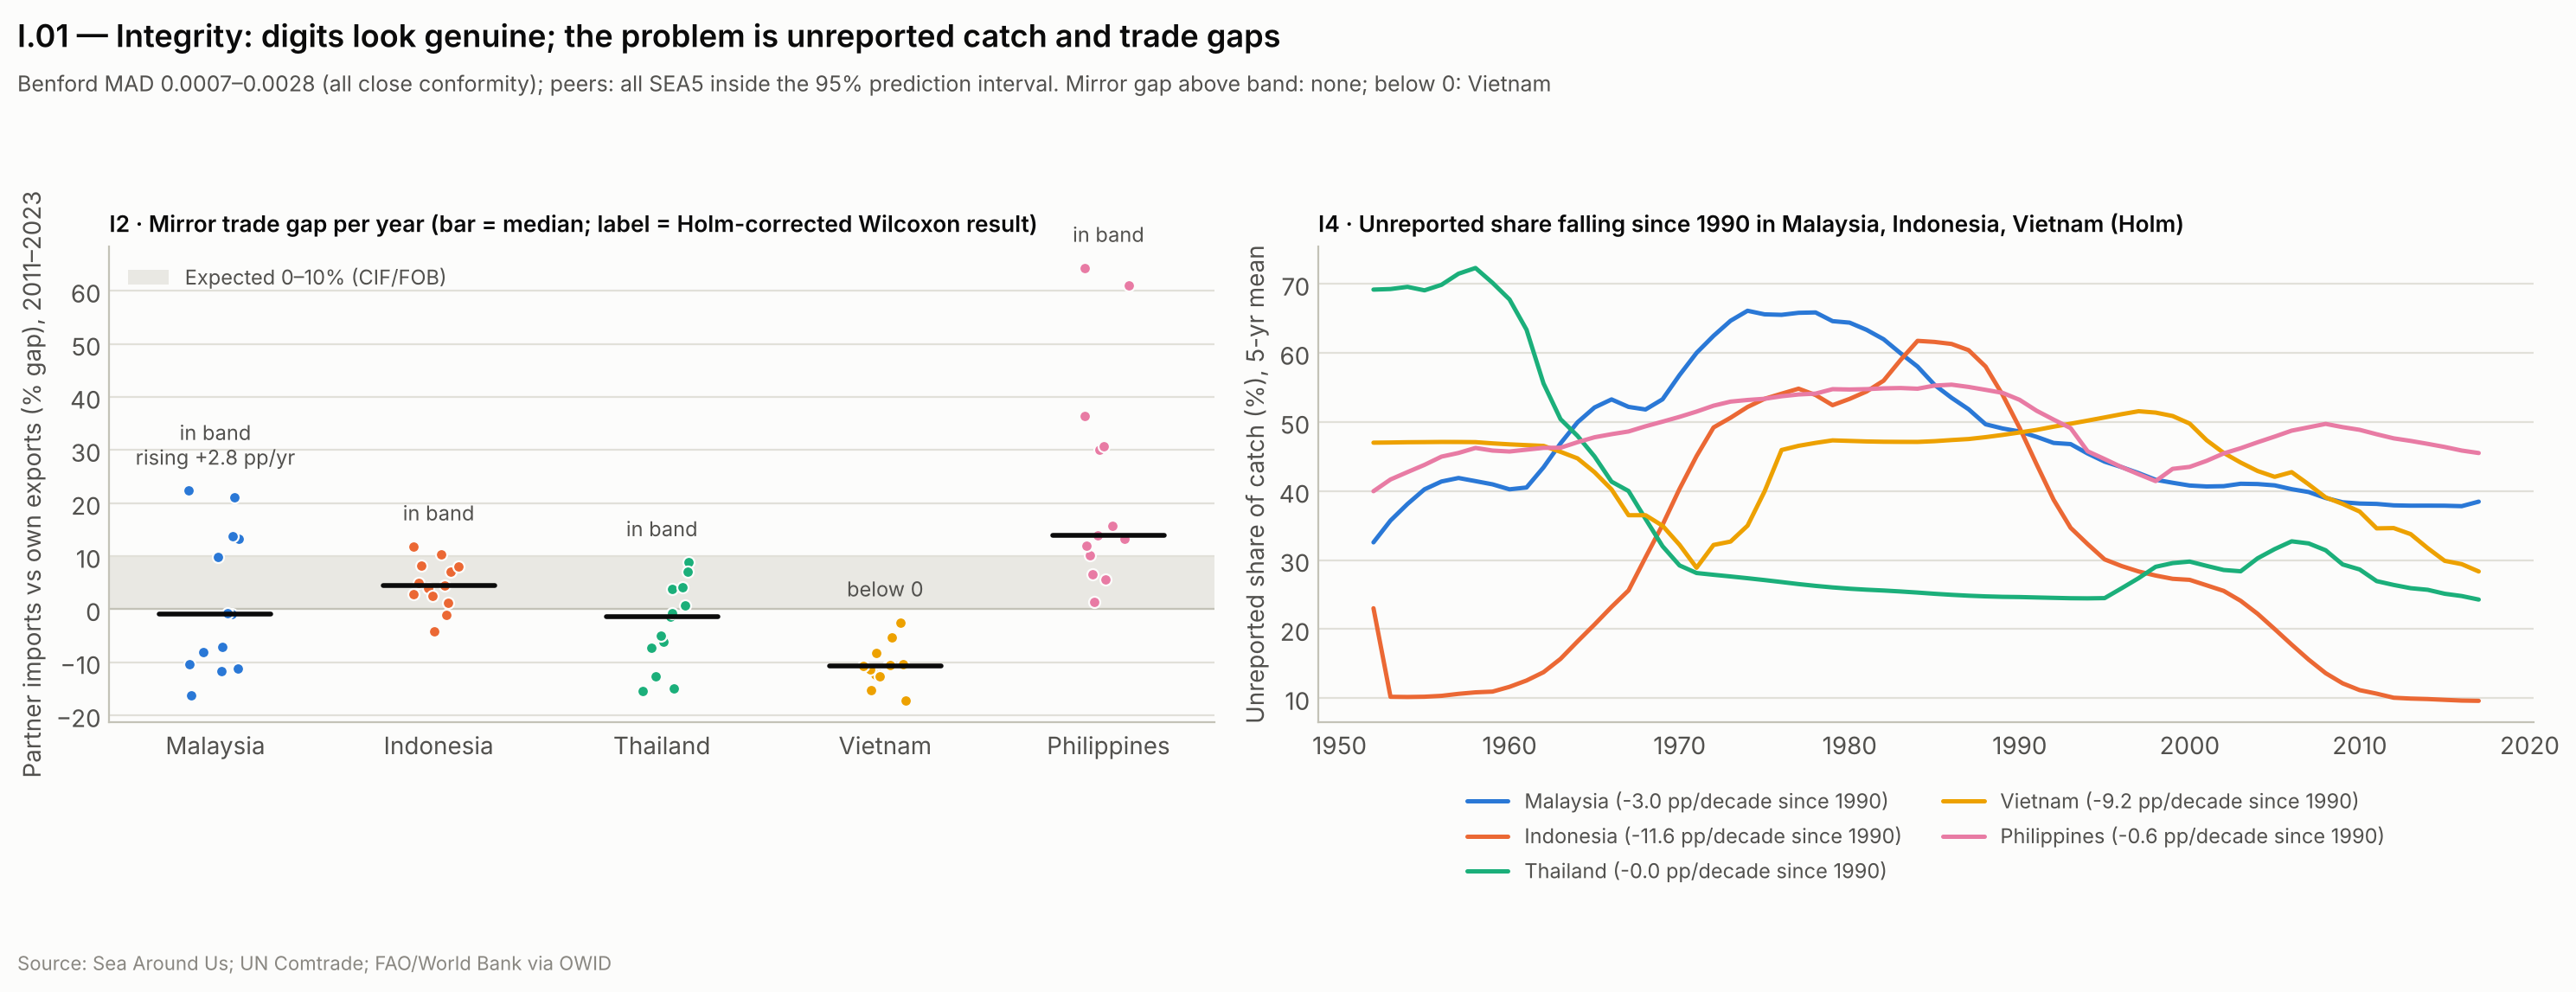 I.01 — Integrity: digits look genuine; the problem is unreported catch and trade gaps
Benford MAD 0.0007–0.0028 (all close conformity); peers: all SEA5 inside the 95% prediction interval. Mirror gap above band: none; below 0: Vietnam
I2 · Mirror trade gap per year (bar = median; label = Holm-corrected Wilcoxon result)
Partner imports vs own exports (% gap), 2011–2023
Expected 0–10% (CIF/FOB)
60
50
40
30
20
10
0
−10
−20
in band
rising +2.8 pp/yr
in band
in band
below 0
in band
Malaysia
Indonesia
Thailand
Vietnam
Philippines
I4 · Unreported share falling since 1990 in Malaysia, Indonesia, Vietnam (Holm)
Unreported share of catch (%), 5-yr mean
70
60
50
40
30
20
10
1950
1960
1970
1980
1990
2000
2010
2020
Malaysia (-3.0 pp/decade since 1990)
Indonesia (-11.6 pp/decade since 1990)
Thailand (-0.0 pp/decade since 1990)
Vietnam (-9.2 pp/decade since 1990)
Philippines (-0.6 pp/decade since 1990)
Source: Sea Around Us; UN Comtrade; FAO/World Bank via OWID